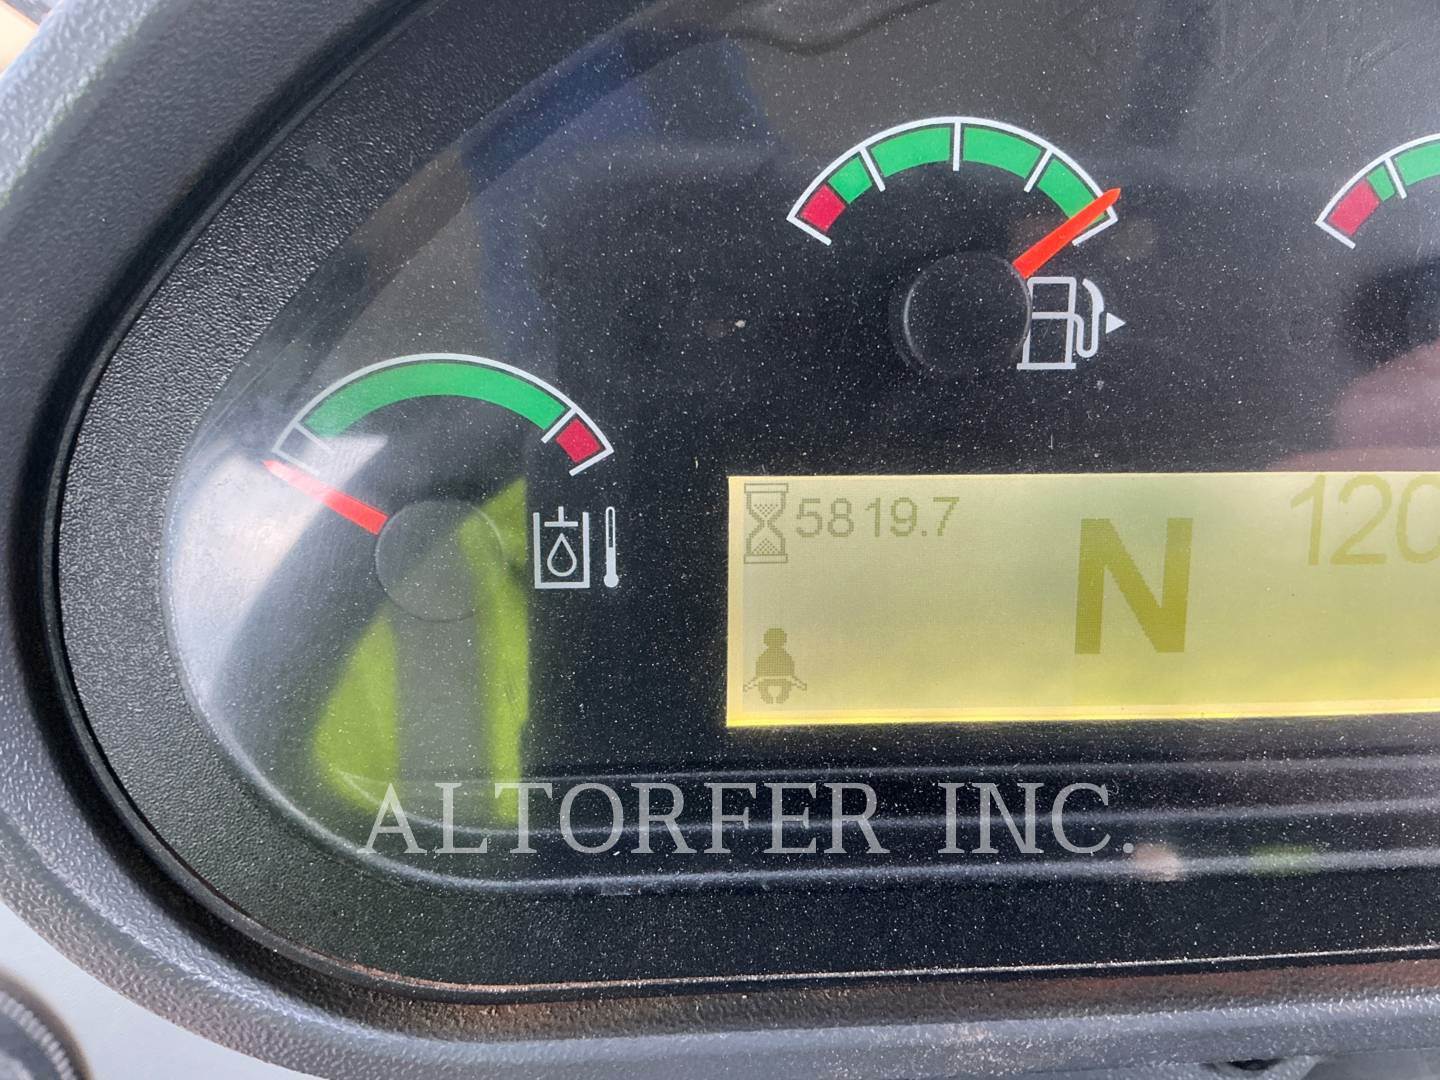 5819.7
N
120
ALTORFER INC.